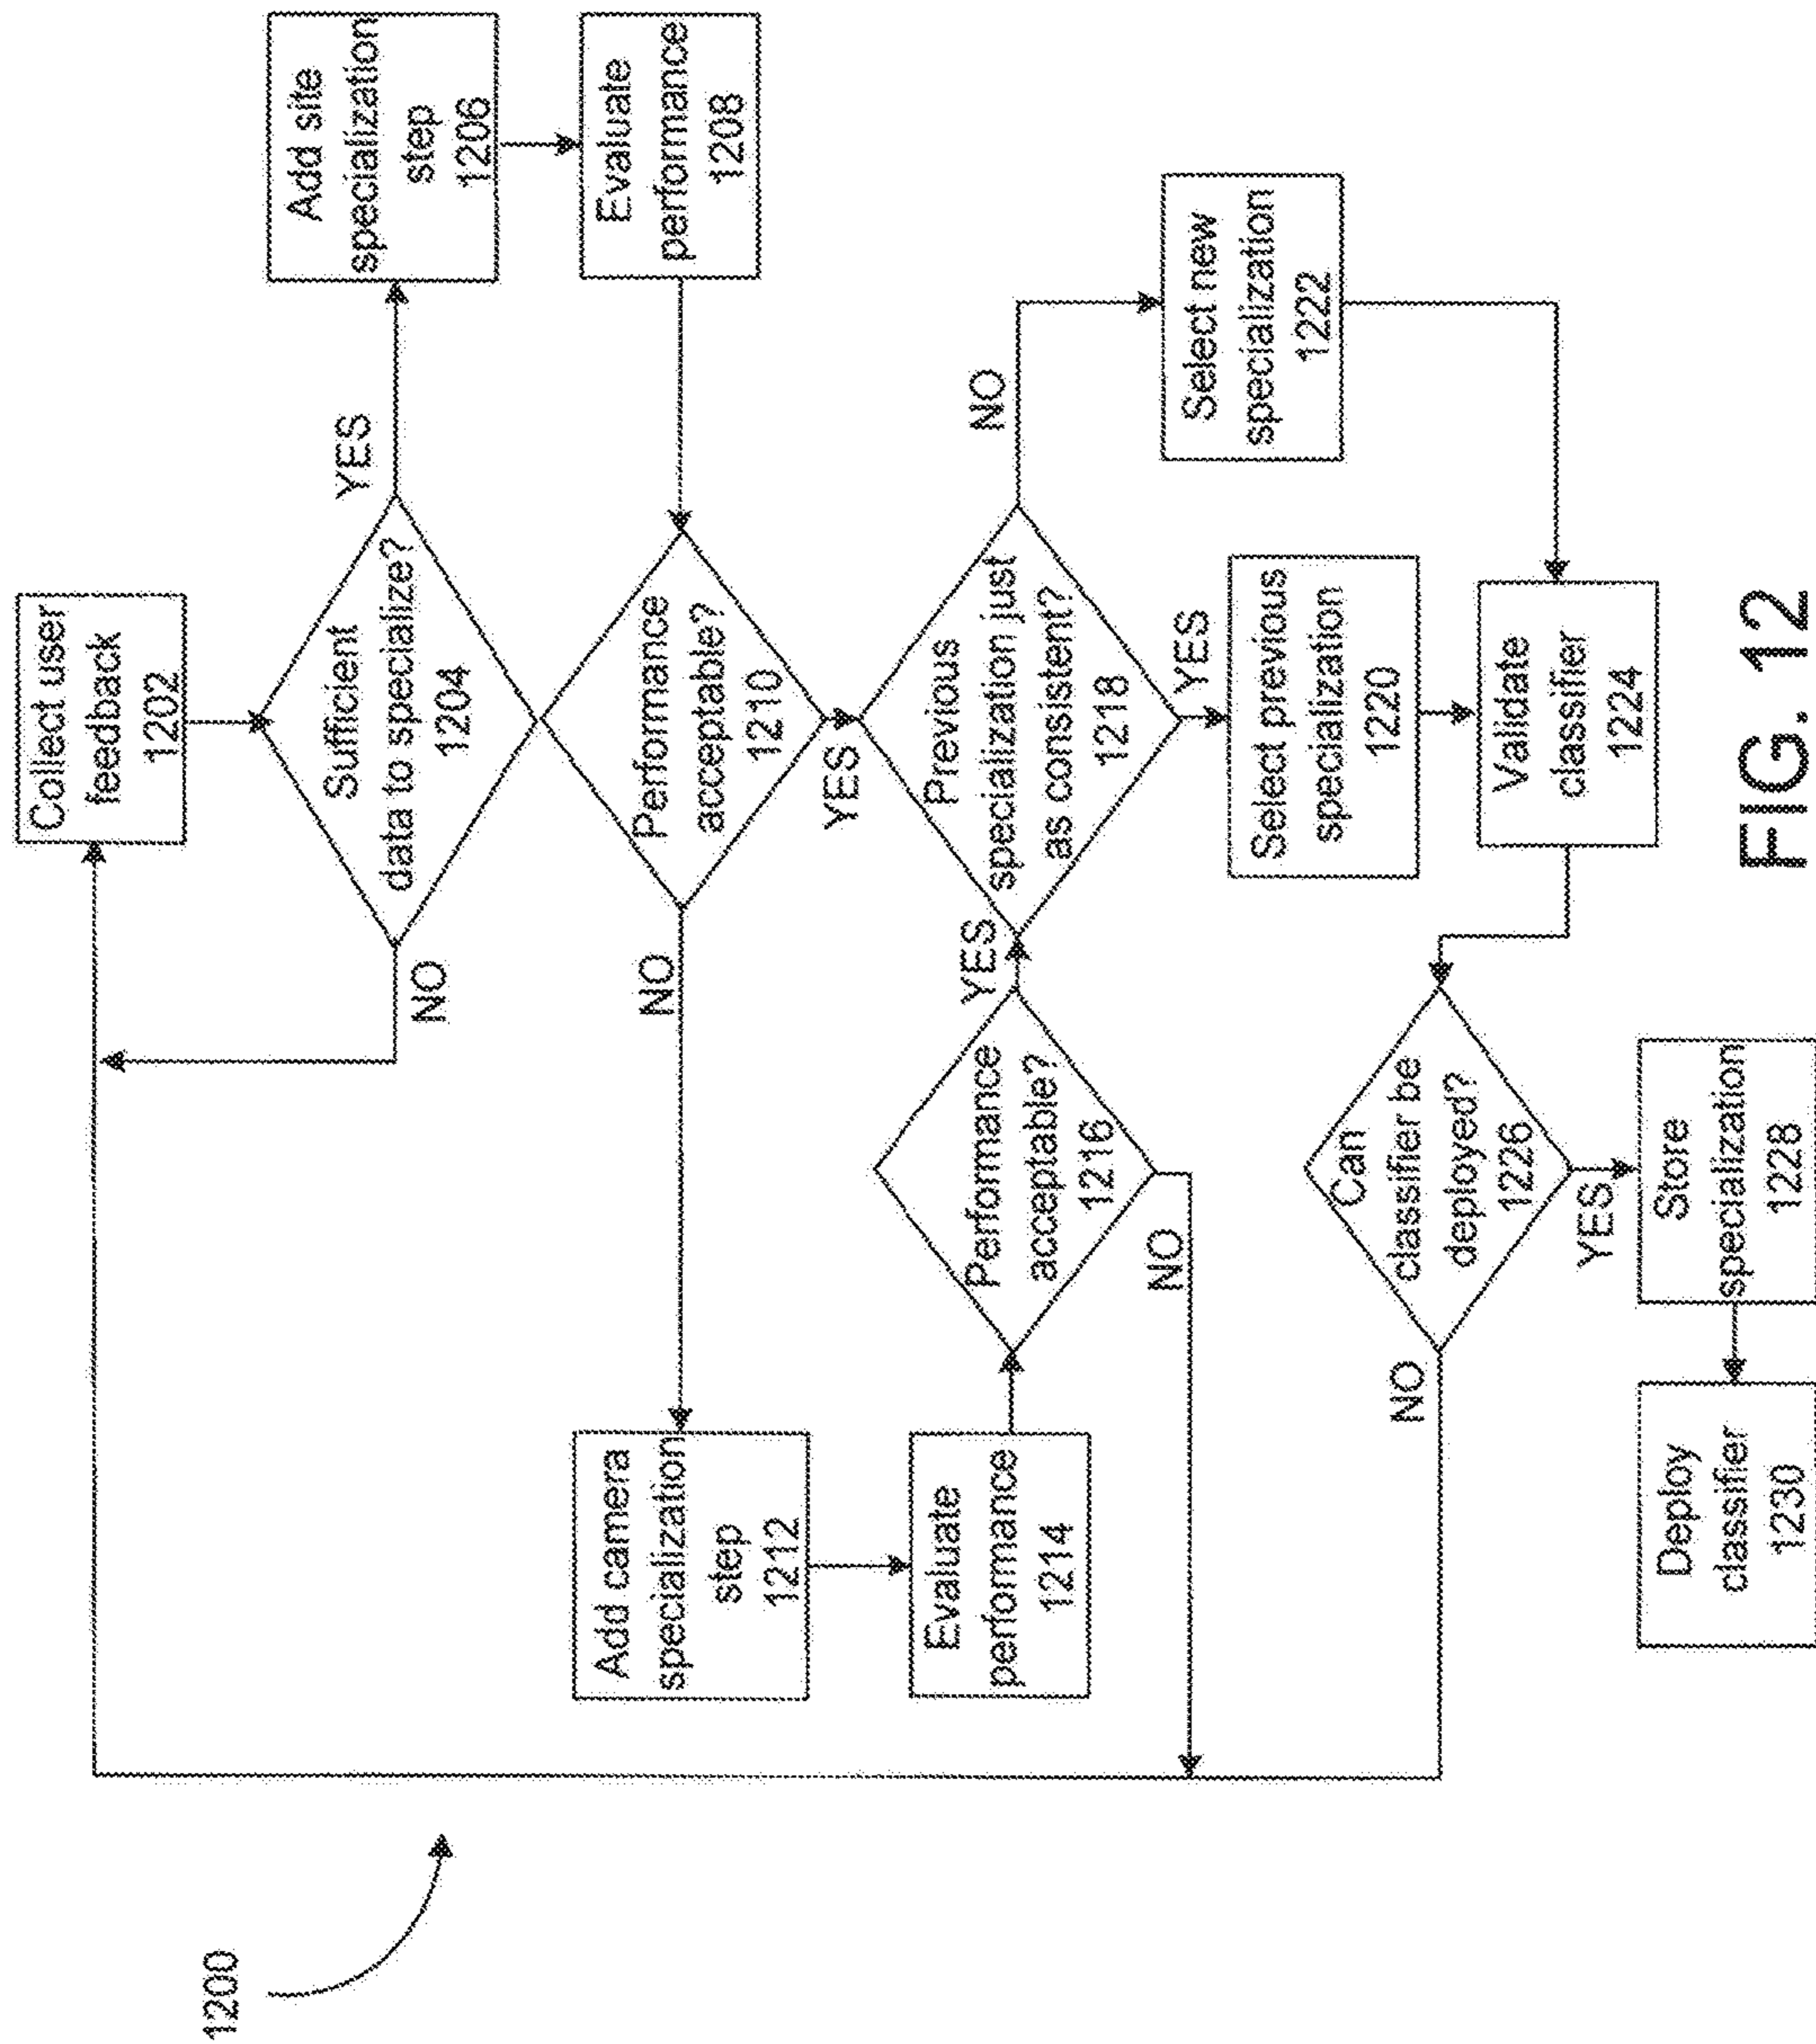 1200
Collect user
feedback
1202
Sufficient
data to specialize?
1204
YES
NO
Add site
specialization
step
1206
Evaluate
performance
1208
Performance
acceptable?
1210
NO
YES
Add camera
specialization
step
1212
Evaluate
performance
1214
Performance
acceptable?
1216
YES
NO
Previous
specialization just
as consistent?
1218
NO
YES
Select previous
specialization
1220
Select new
specialization
1222
Validate
classifier
1224
Can
classifier be
deployed?
1226
NO
YES
Store
specialization
1228
Deploy
classifier
1230
FIG. 12